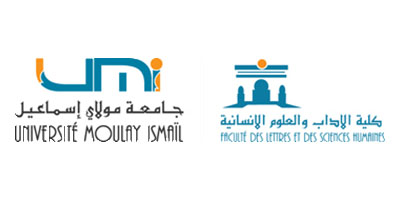 umi
جامعة مولاي إسماعيل
UNIVERSITÉ MOULAY ISMAÏL
كلية الآداب والعلوم الإنسانية
FACULTÉ DES LETTRES ET DES SCIENCES HUMAINES